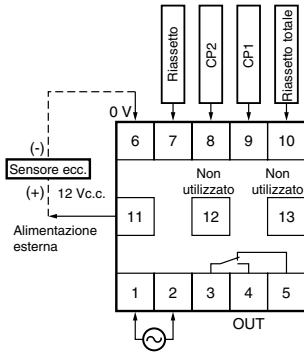 Riassetto
CP2
CP1
Riassetto totale
0 V
6
7
8
9
10
(-)
Sensore ecc.
(+)
12 Vc.c.
Alimentazione
esterna
11
Non
utilizzato
12
Non
utilizzato
13
1
2
3
4
5
OUT